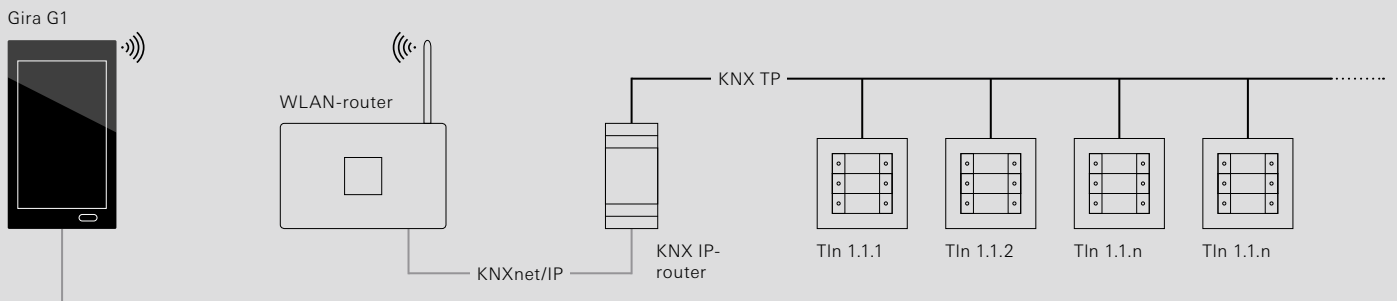 Gira G1
WLAN-router
KNXnet/IP
KNX IP-
router
KNX TP
Tln 1.1.1
Tln 1.1.2
Tln 1.1.n
Tln 1.1.n